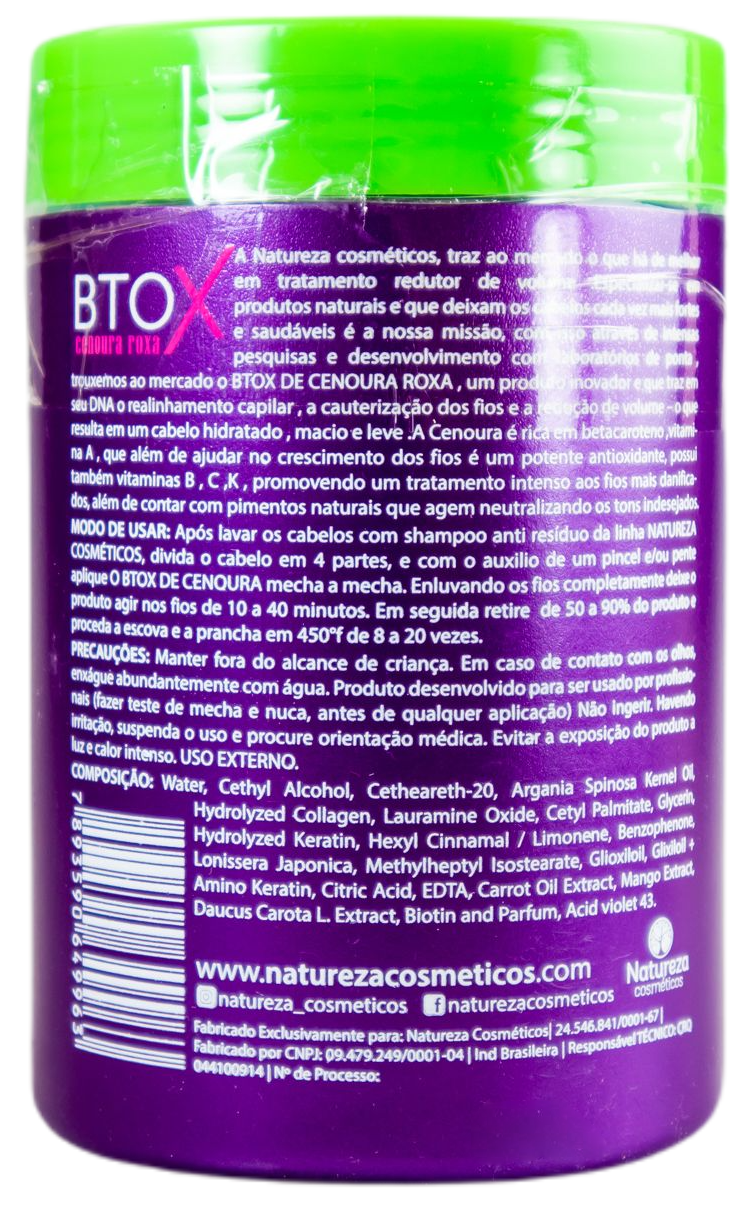 BTOX
cenoura roxa
A Natureza cosméticos, traz ao mercado o que há de melhor
em tratamento redutor de volume. Especializar-se em
produtos naturais e que deixam os cabelos cada vez mais fortes
e saudáveis é a nossa missão, com isso através de intensas
pesquisas e desenvolvimento com laboratórios de ponta,
trouxemos ao mercado o BTOX DE CENOURA ROXA , um produto inovador e que traz em
seu DNA o realinhamento capilar , a cauterização dos fios e a redução de volume - o que
resulta em um cabelo hidratado , macio e leve .A Cenoura é rica em betacaroteno ,vitami-
na A , que além de ajudar no crescimento dos fios é um potente antioxidante, possui
também vitaminas B , C ,K , promovendo um tratamento intenso aos fios mais danifica-
dos, além de contar com pimentos naturais que agem neutralizando os tons indesejados.
MODO DE USAR: Após lavar os cabelos com shampoo anti resíduo da linha NATUREZA
COSMÉTICOS, divida o cabelo em 4 partes, e com o auxilio de um pincel e/ou pente
aplique O BTOX DE CENOURA mecha a mecha. Enluvando os fios completamente deixe o
produto agir nos fios de 10 a 40 minutos. Em seguida retire de 50 a 90% do produto e
proceda a escova e a prancha em 450°f de 8 a 20 vezes.
PRECAUÇÕES: Manter fora do alcance de criança. Em caso de contato com os olhos,
enxágue abundantemente com água. Produto desenvolvido para ser usado por profissio-
nais (fazer teste de mecha e nuca, antes de qualquer aplicação) Não Ingerir. Havendo
irritação, suspenda o uso e procure orientação médica. Evitar a exposição do produto a
luz e calor intenso. USO EXTERNO.
COMPOSIÇÃO: Water, Cethyl Alcohol, Cetheareth-20, Argania Spinosa Kernel Oil,
Hydrolyzed Collagen, Lauramine Oxide, Cetyl Palmitate, Glycerin,
Hydrolyzed Keratin, Hexyl Cinnamal / Limonene, Benzophenone,
Lonissera Japonica, Methylheptyl Isostearate, Glioxiloil, Glixiloil +
Amino Keratin, Citric Acid, EDTA, Carrot Oil Extract, Mango Extract,
Daucus Carota L. Extract, Biotin and Parfum, Acid violet 43.
7 893590 649963
www.naturezacosmeticos.com
natureza_cosmeticos naturezacosmeticos
Natureza
cosméticos
Fabricado Exclusivamente para: Natureza Cosméticos| 24.546.841/0001-67 |
Fabricado por CNPJ: 09.479.249/0001-04 | Ind Brasileira | Responsável TÉCNICO: CRQ
044100914 | Nº de Processo: